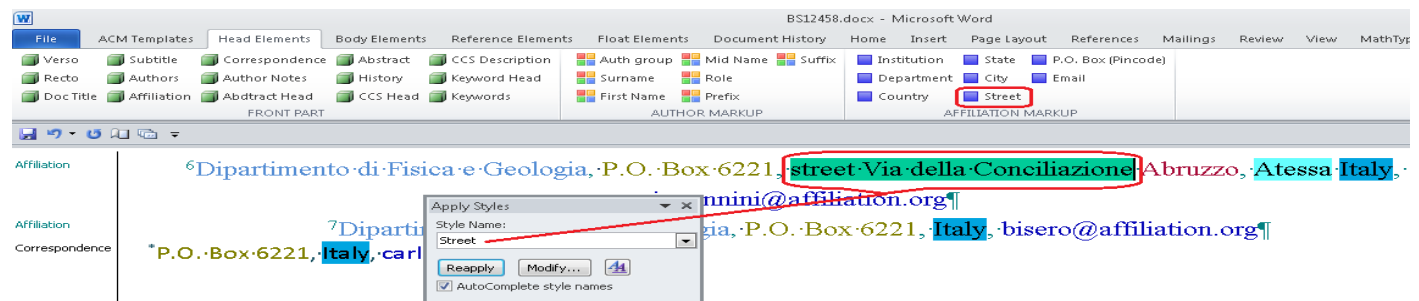 W
BS12458.docx - Microsoft Word
File ACM Templates Head Elements Body Elements Reference Elements Float Elements Document History Home Insert Page Layout References Mailings Review View MathTyp
Verso Subtitle Correspondence Abstract CCS Description Auth group Mid Name Suffix Institution State P.O. Box (Pincode)
Recto Authors Author Notes History Keyword Head Surname Role Department City Email
Doc Title Affiliation Abdtract Head CCS Head Keywords First Name Prefix Country Street
FRONT PART AUTHOR MARKUP AFFILIATION MARKUP
Affiliation ⁶Dipartimento·di·Fisica·e·Geologia,·P.O.·Box·6221,·street·Via·della·Conciliazione Abruzzo,·Atessa Italy,·
nnini@affiliation.org¶
Affiliation ⁷Diparti gia,·P.O.·Box·6221,·Italy,·bisero@affiliation.org¶
Correspondence *P.O.·Box·6221,·Italy,·carl
Apply Styles
Style Name:
Street
Reapply Modify...
AutoComplete style names